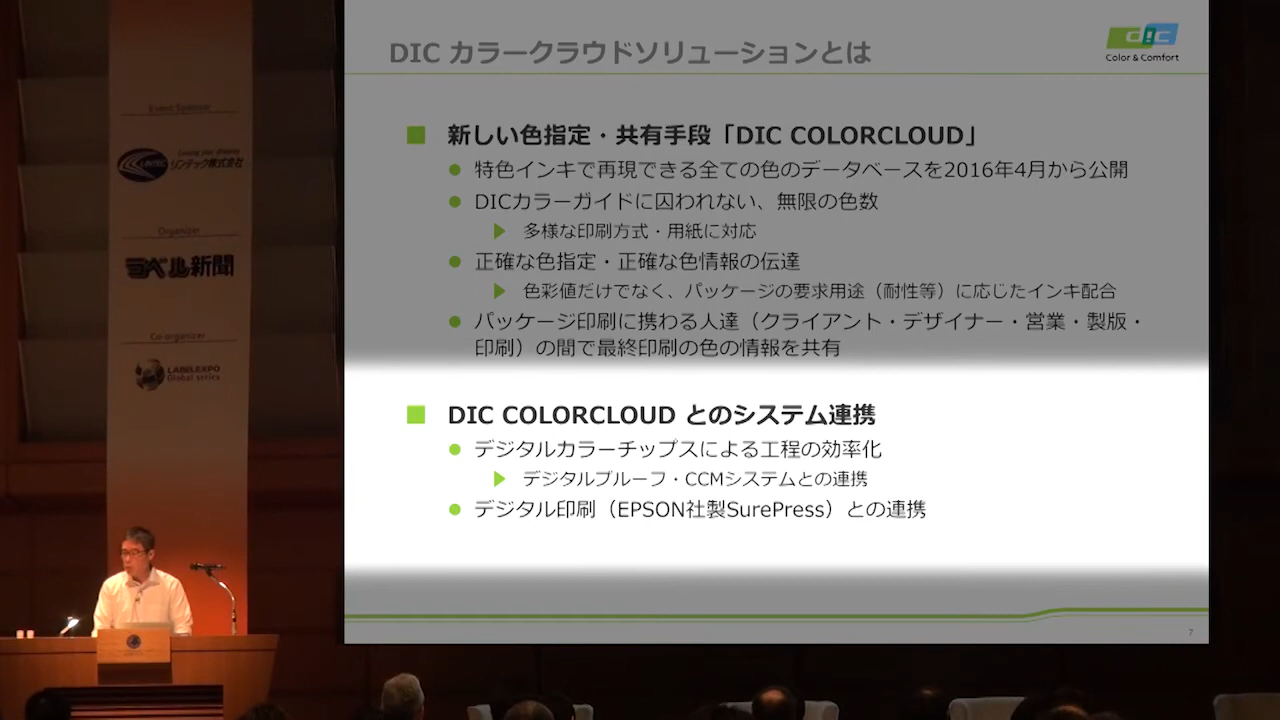 Event Sponsor
LINTEC
リンテック株式会社
Organizer
ラベル新聞
Co-organizer
LABELEXPO
Global series
DIC カラークラウドソリューションとは
dic
Color & Comfort
新しい色指定・共有手段「DIC COLORCLOUD」
特色インキで再現できる全ての色のデータベースを2016年4月から公開
DICカラーガイドに囚われない、無限の色数
多様な印刷方式・用紙に対応
正確な色指定・正確な色情報の伝達
色彩値だけでなく、パッケージの要求用途（耐性等）に応じたインキ配合
パッケージ印刷に携わる人達（クライアント・デザイナー・営業・製版・
印刷）の間で最終印刷の色の情報を共有
DIC COLORCLOUD とのシステム連携
デジタルカラーチップスによる工程の効率化
デジタルプルーフ・CCMシステムとの連携
デジタル印刷（EPSON社製SurePress）との連携
7